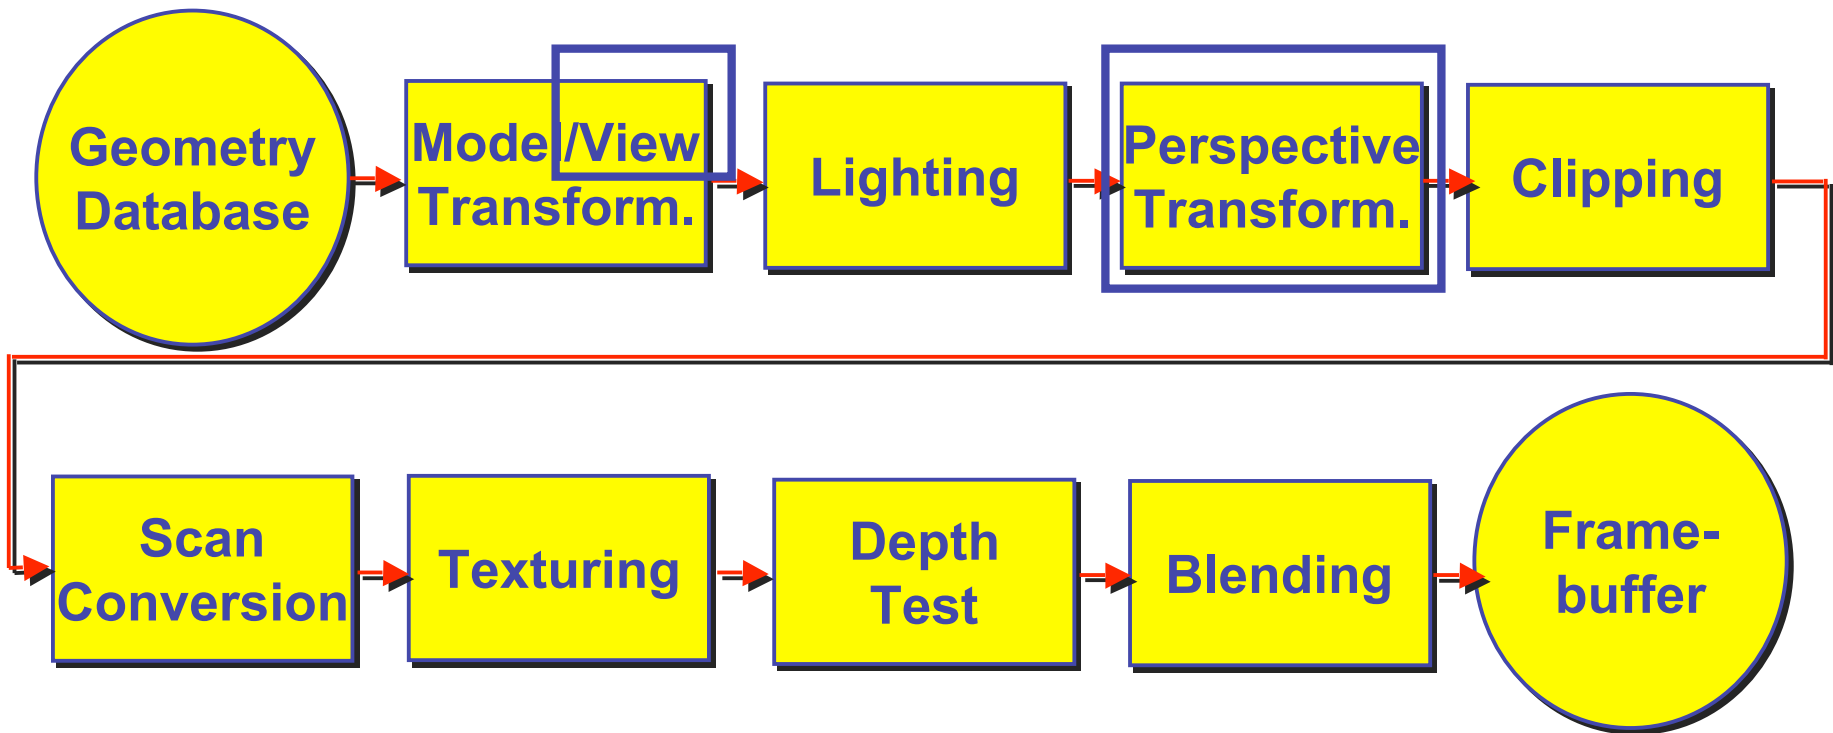 Geometry
Database
Model/View
Transform.
Lighting
Perspective
Transform.
Clipping
Scan
Conversion
Texturing
Depth
Test
Blending
Frame-
buffer